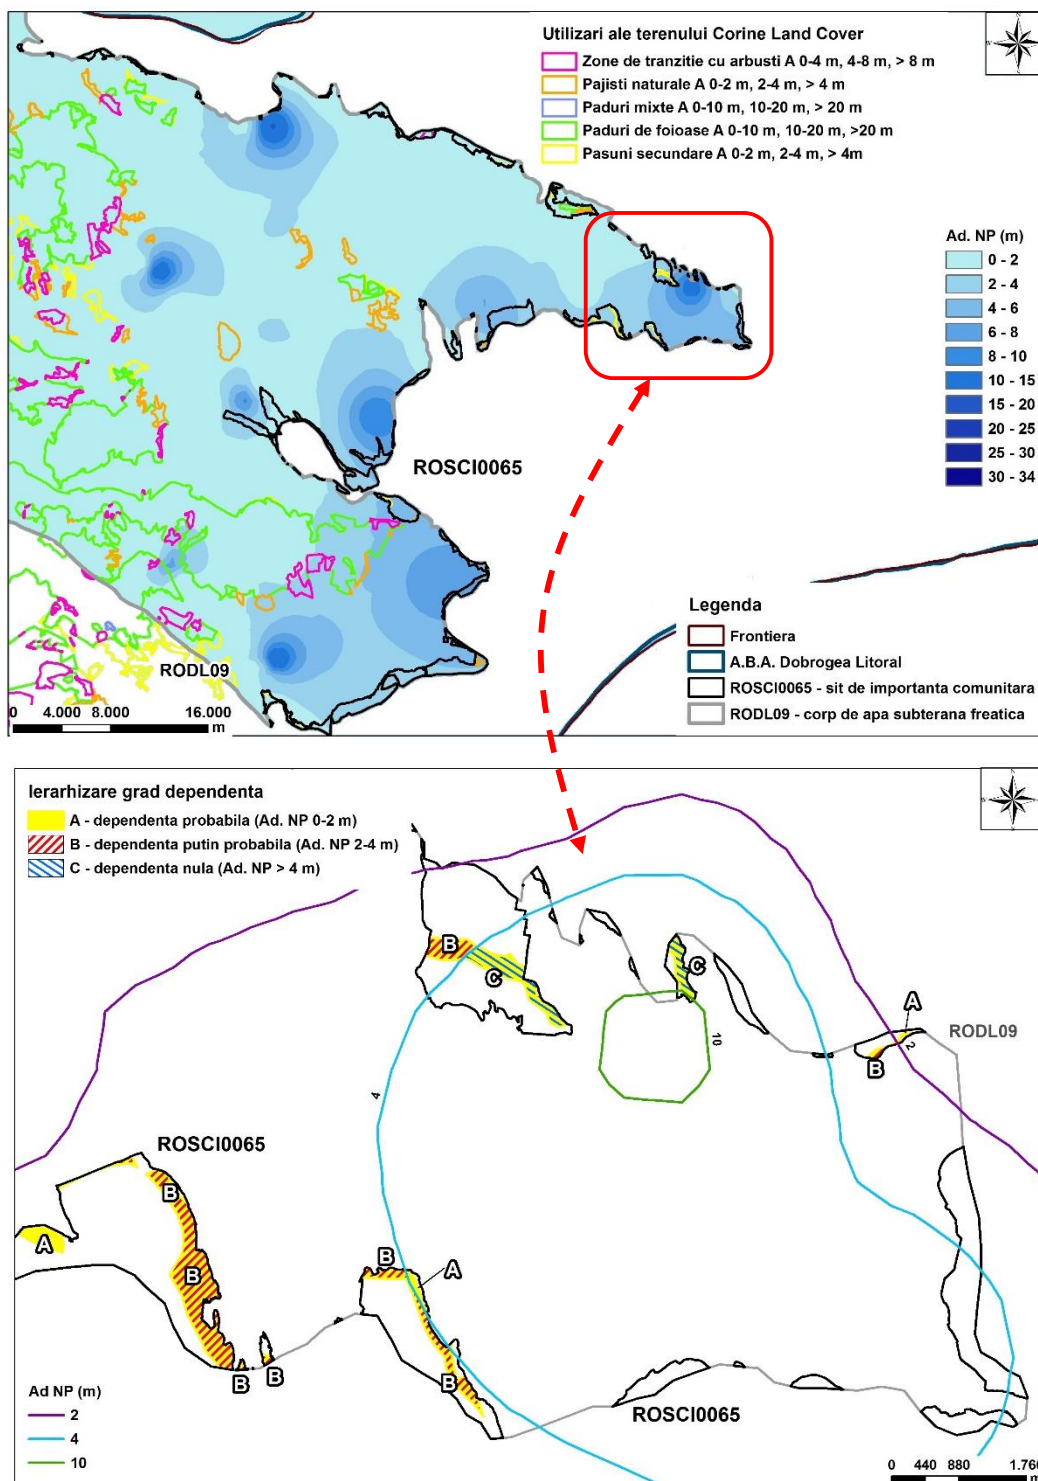 Utilizari ale terenului Corine Land Cover
Zone de tranzitie cu arbusti A 0-4 m, 4-8 m, > 8 m
Pajisti naturale A 0-2 m, 2-4 m, > 4 m
Paduri mixte A 0-10 m, 10-20 m, > 20 m
Paduri de foioase A 0-10 m, 10-20 m, >20 m
Pasuni secundare A 0-2 m, 2-4 m, > 4m
Ad. NP (m)
0 - 2
2 - 4
4 - 6
6 - 8
8 - 10
10 - 15
15 - 20
20 - 25
25 - 30
30 - 34
ROSCI0065
RODL09
0 4.000 8.000 16.000
m
Legenda
Frontiera
A.B.A. Dobrogea Litoral
ROSCI0065 - sit de importanta comunitara
RODL09 - corp de apa subterana freatica
Ierarhizare grad dependenta
A - dependenta probabila (Ad. NP 0-2 m)
B - dependenta putin probabila (Ad. NP 2-4 m)
C - dependenta nula (Ad. NP > 4 m)
B
C
C
A
2
B
RODL09
10
4
ROSCI0065
A
B
B
B
B
B
A
B
ROSCI0065
Ad NP (m)
2
4
10
0 440 880 1.760
m